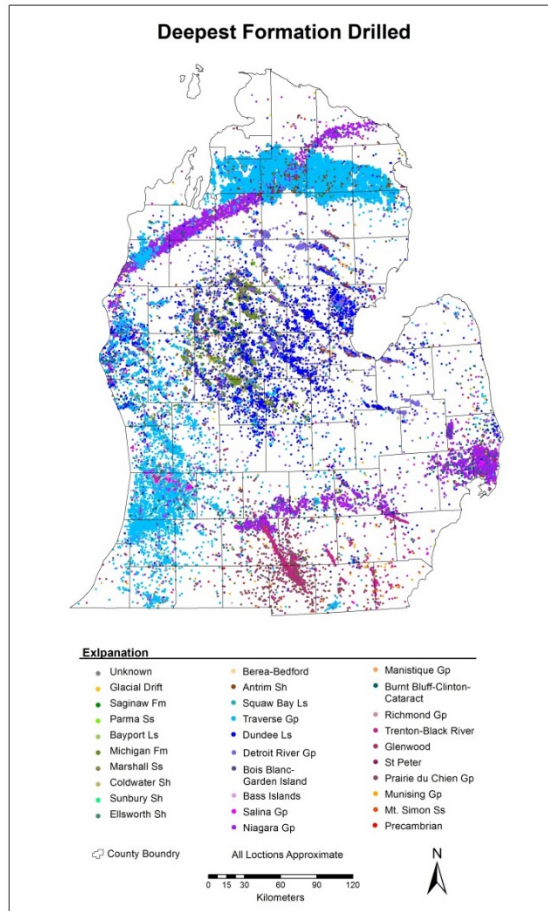 Deepest Formation Drilled
Exlpanation
Unknown
Glacial Drift
Saginaw Fm
Parma Ss
Bayport Ls
Michigan Fm
Marshall Ss
Coldwater Sh
Sunbury Sh
Ellsworth Sh
Berea-Bedford
Antrim Sh
Squaw Bay Ls
Traverse Gp
Dundee Ls
Detroit River Gp
Bois Blanc-
Garden Island
Bass Islands
Salina Gp
Niagara Gp
Manistique Gp
Burnt Bluff-Clinton-
Cataract
Richmond Gp
Trenton-Black River
Glenwood
St Peter
Prairie du Chien Gp
Munising Gp
Mt. Simon Ss
Precambrian
County Boundry
All Loctions Approximate
N
0 15 30 60 90 120
Kilometers